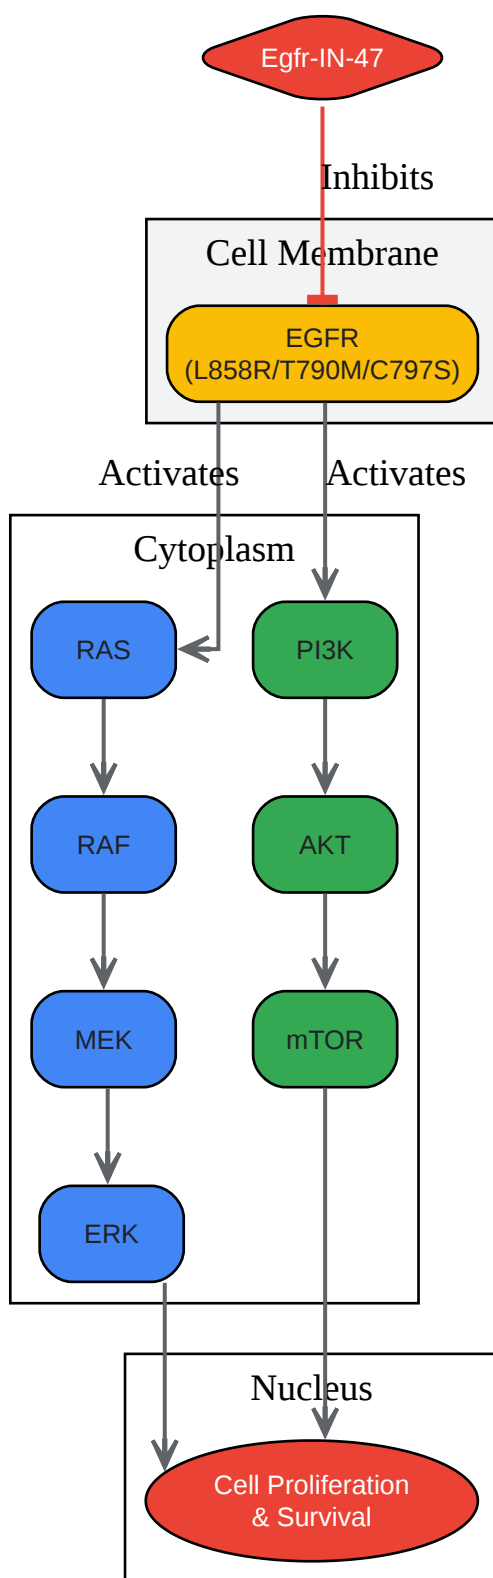 Egfr-IN-47
Inhibits
Cell Membrane
EGFR
(L858R/T790M/C797S)
Activates
Activates
Cytoplasm
RAS
PI3K
RAF
AKT
MEK
mTOR
ERK
Nucleus
Cell Proliferation
& Survival